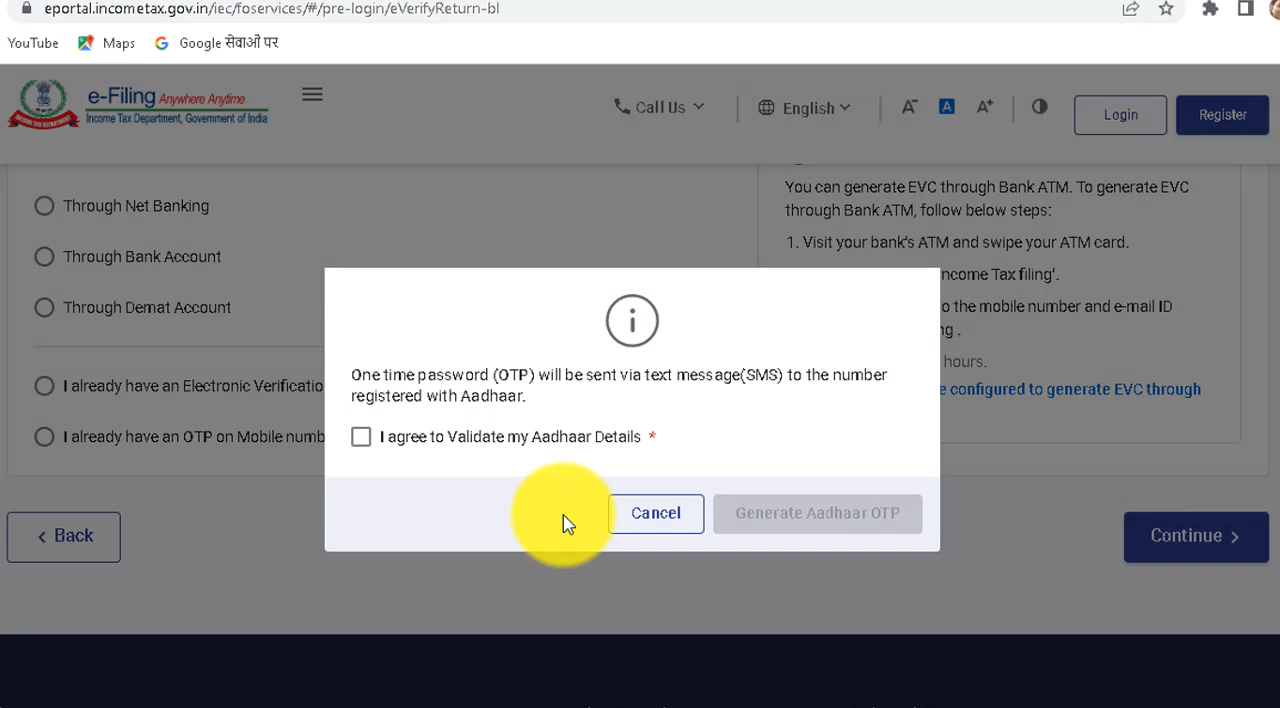 eportal.incometax.gov.in/iec/foservices/#/pre-login/eVerifyReturn-bl
YouTube Maps Google सेवाओं पर
e-Filing Anywhere Anytime
Income Tax Department, Government of India
Call Us English A- A A+ Login Register
Through Net Banking
Through Bank Account
Through Demat Account
I already have an Electronic Verificatio
I already have an OTP on Mobile numb
You can generate EVC through Bank ATM. To generate EVC
through Bank ATM, follow below steps:
1. Visit your bank's ATM and swipe your ATM card.
ncome Tax filing'.
o the mobile number and e-mail ID
ng .
hours.
e configured to generate EVC through
One time password (OTP) will be sent via text message(SMS) to the number
registered with Aadhaar.
I agree to Validate my Aadhaar Details *
Cancel Generate Aadhaar OTP
< Back
Continue >